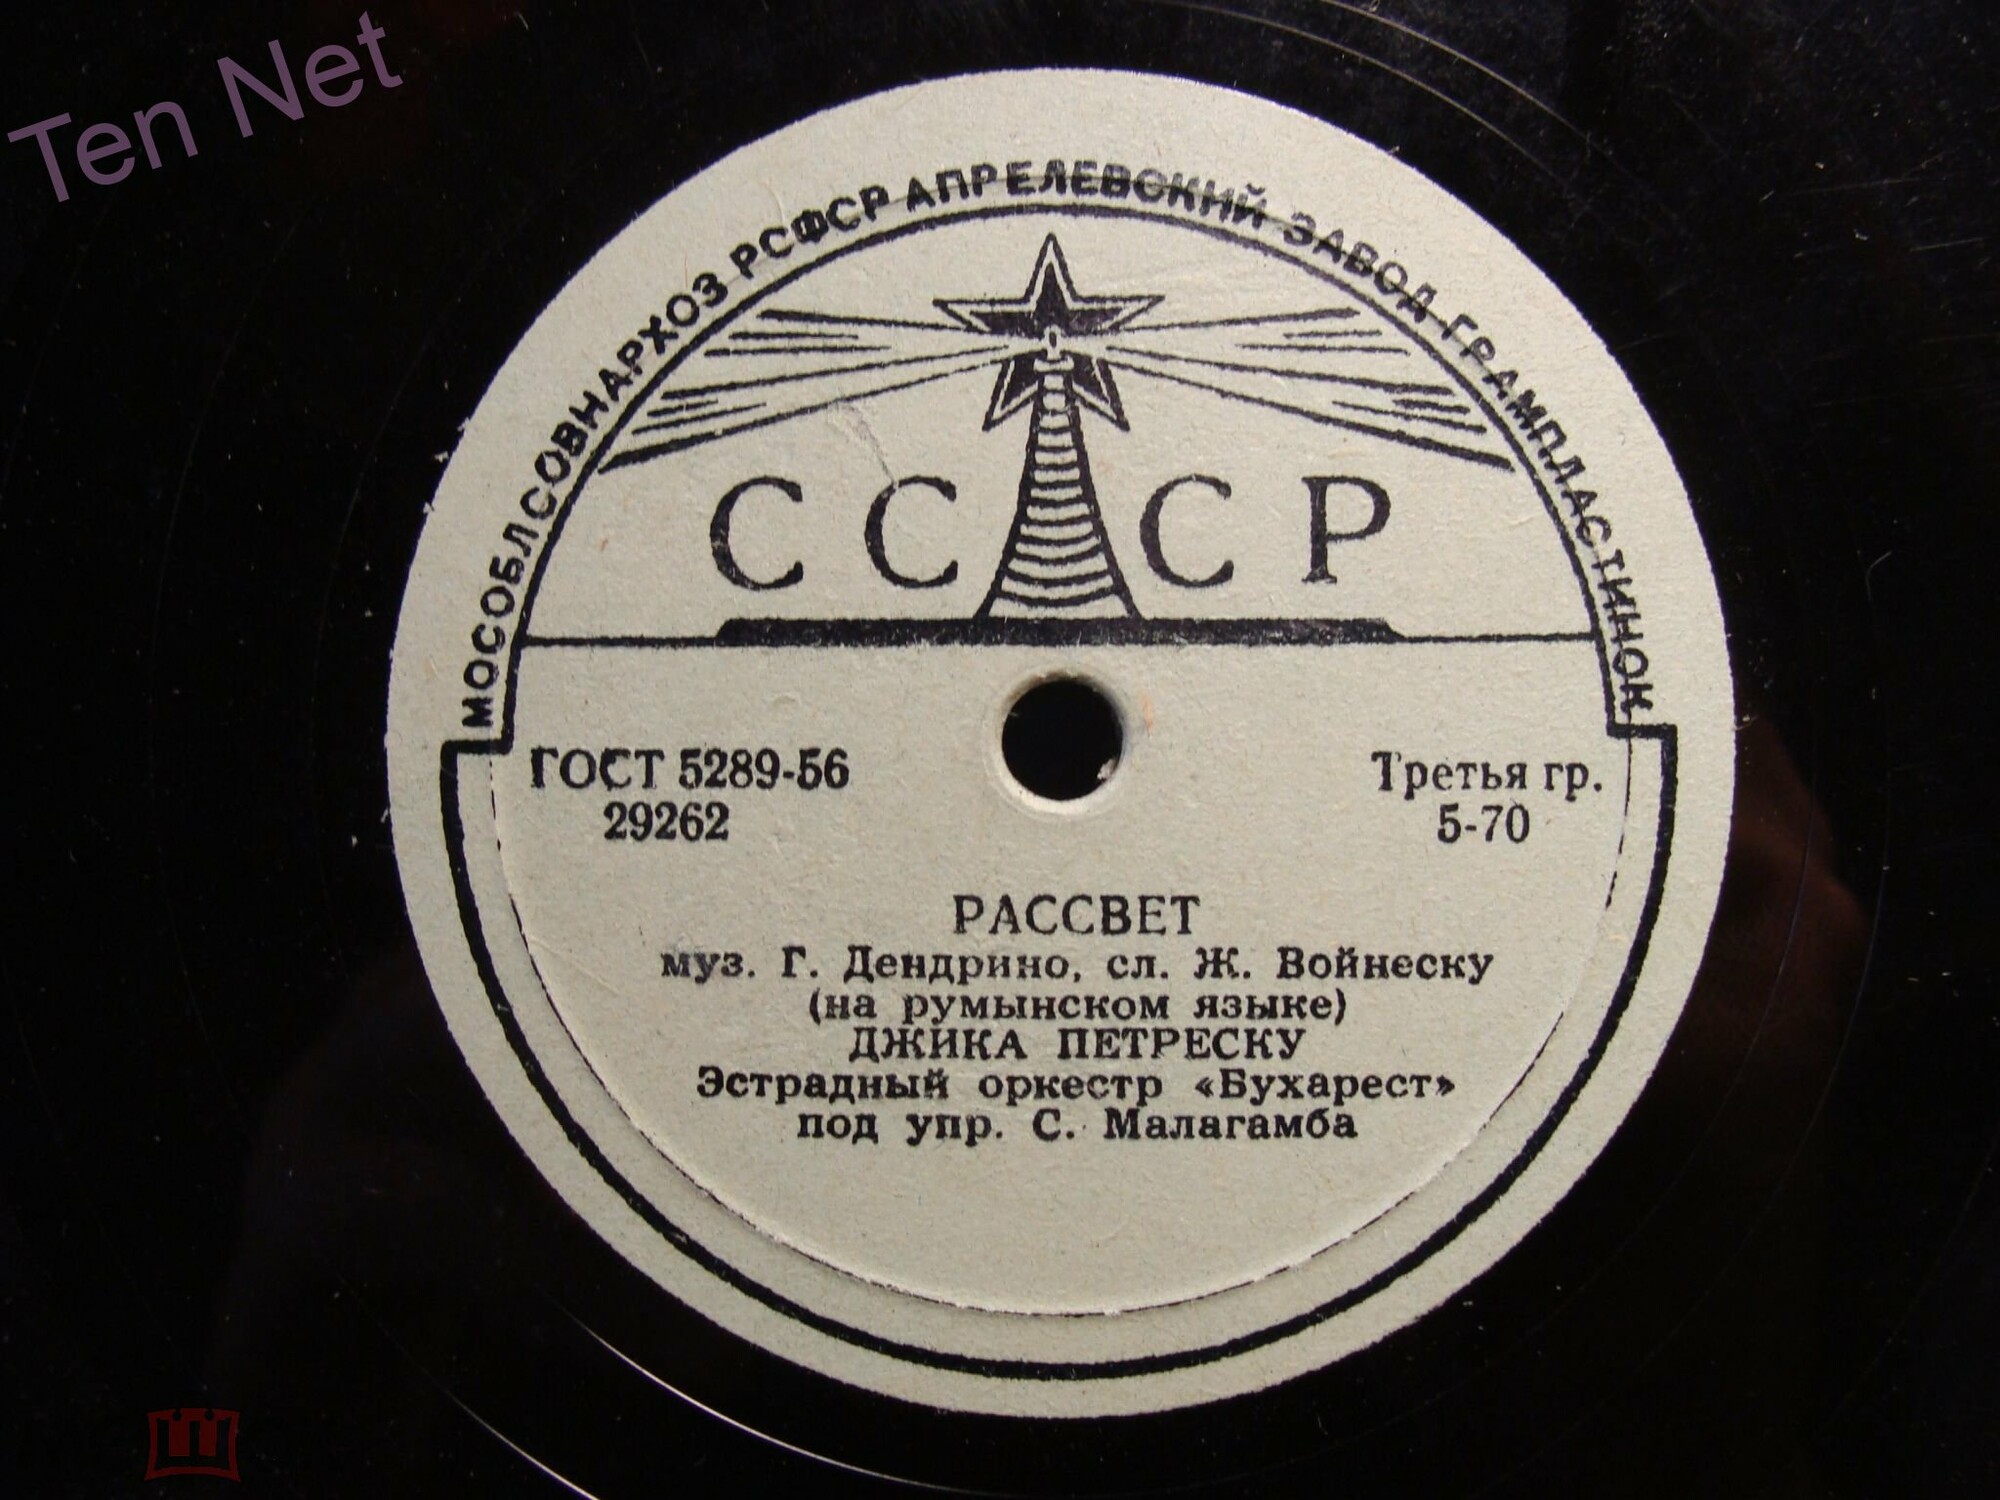 Ten Net
МОСОБЛСОВНАРХОЗ РСФСР АПРЕЛЕВСКИЙ ЗАВОД ГРАМПЛАСТИНОК
СССР
ГОСТ 5289-56
29262
Третья гр.
5-70
РАССВЕТ
муз. Г. Дендрино, сл. Ж. Войнеску
(на румынском языке)
ДЖИКА ПЕТРЕСКУ
Эстрадный оркестр «Бухарест»
под упр. С. Малагамба